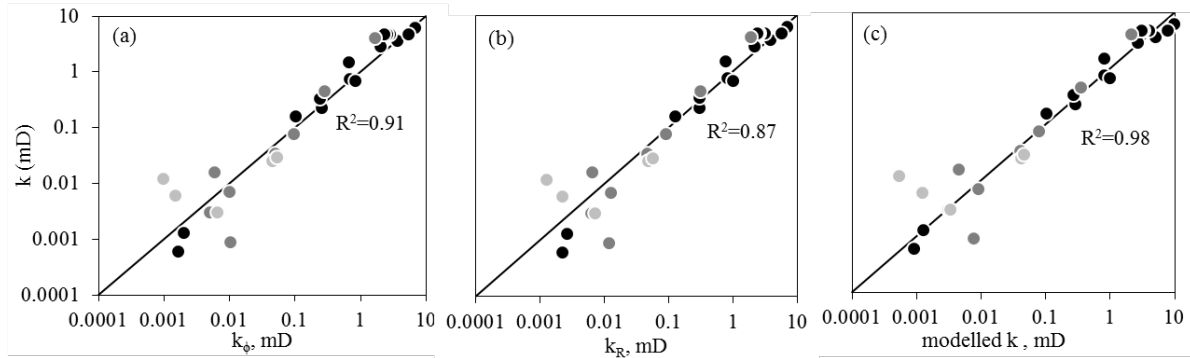 10
1
0.1
0.01
0.001
0.0001
k (mD)
(a)
R²=0.91
0.0001 0.001 0.01 0.1 1 10
kϕ, mD
(b)
R²=0.87
0.0001 0.001 0.01 0.1 1 10
kR, mD
(c)
R²=0.98
0.0001 0.001 0.01 0.1 1 10
modelled k , mD